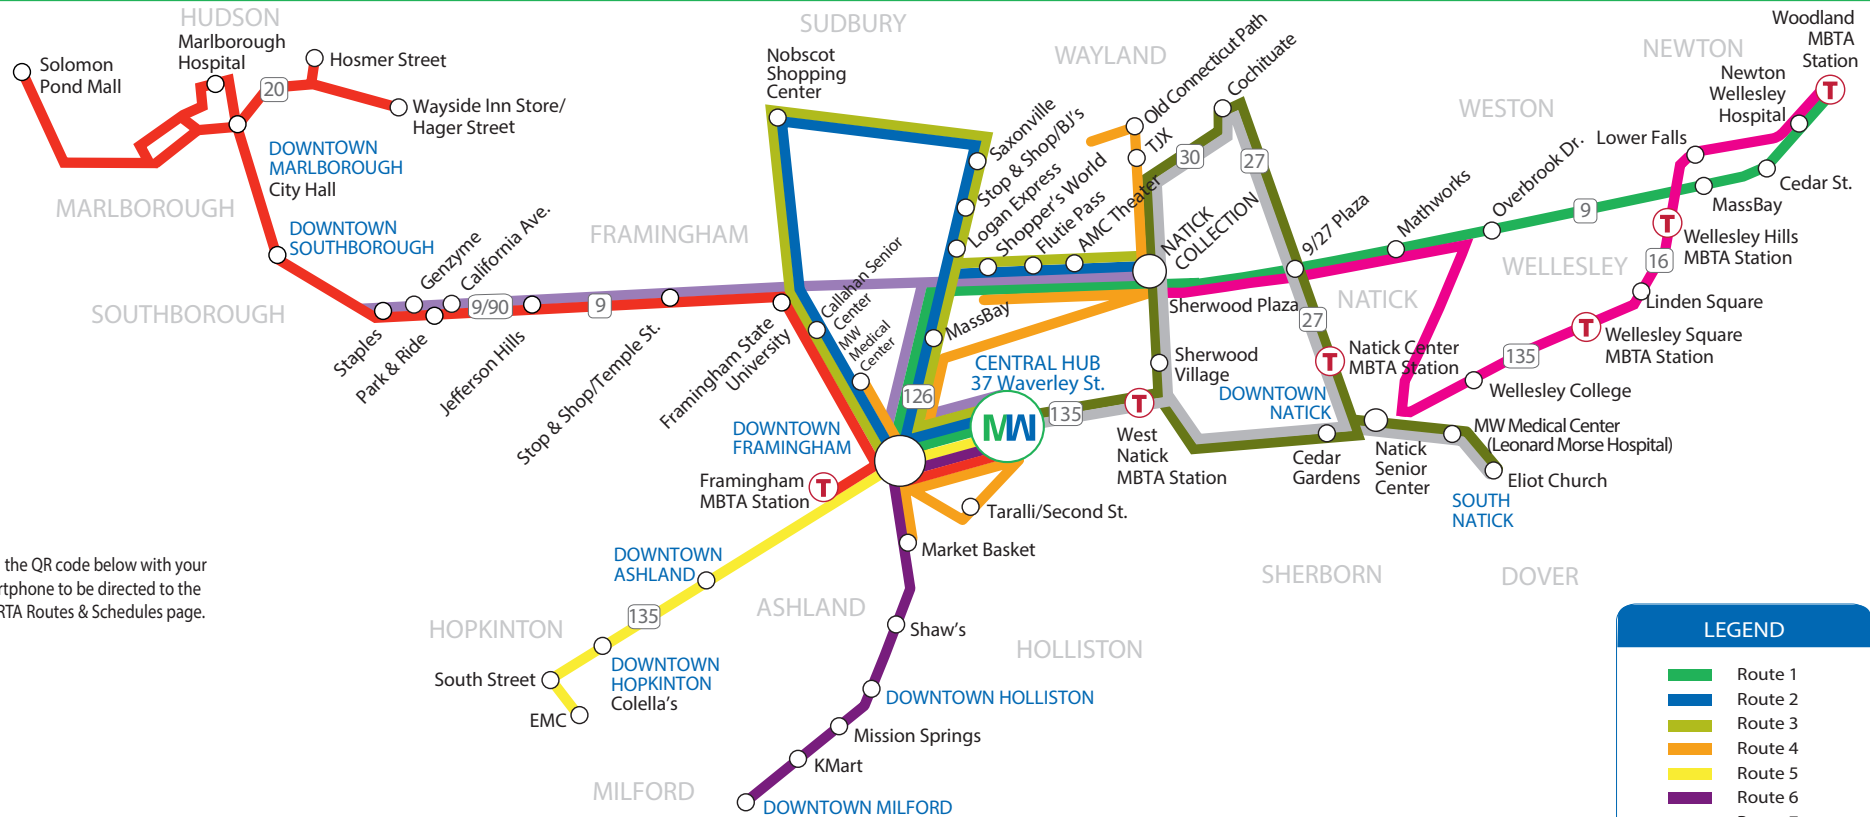 HUDSON
Marlborough
Hospital
Solomon
Pond Mall
Hosmer Street
20
Wayside Inn Store/
Hager Street
DOWNTOWN
MARLBOROUGH
City Hall
MARLBOROUGH
DOWNTOWN
SOUTHBOROUGH
SOUTHBOROUGH
Genzyme
California Ave.
9/90
9
Staples
Park & Ride
Jefferson Hills
Stop & Shop/Temple St.
Framingham State
University
FRAMINGHAM
SUDBURY
Nobscot
Shopping
Center
Callahan Senior
Center
MW
Medical
Center
Saxonville
Stop & Shop/BJ's
Logan Express
Shopper's World
Flutie Pass
AMC Theater
MassBay
126
WAYLAND
Old Connecticut Path
TJX
Cochituate
30
27
NATICK
COLLECTION
Sherwood Plaza
9/27 Plaza
Mathworks
Overbrook Dr.
9
NEWTON
WESTON
Woodland
MBTA
Station
T
Newton
Wellesley
Hospital
Lower Falls
Cedar St.
MassBay
T
Wellesley Hills
MBTA Station
16
WELLESLEY
Linden Square
T
Wellesley Square
MBTA Station
135
Wellesley College
NATICK
27
T
Natick Center
MBTA Station
Sherwood
Village
DOWNTOWN
NATICK
CENTRAL HUB
37 Waverley St.
MW
135
T
West
Natick
MBTA Station
Cedar
Gardens
Natick
Senior
Center
MW Medical Center
(Leonard Morse Hospital)
Eliot Church
SOUTH
NATICK
DOWNTOWN
FRAMINGHAM
Framingham
MBTA Station
T
Taralli/Second St.
Market Basket
DOWNTOWN
ASHLAND
135
ASHLAND
HOPKINTON
DOWNTOWN
HOPKINTON
Colella's
South Street
EMC
Shaw's
HOLLISTON
DOWNTOWN HOLLISTON
Mission Springs
KMart
MILFORD
DOWNTOWN MILFORD
SHERBORN
DOVER
the QR code below with your
rtphone to be directed to the
RTA Routes & Schedules page.
LEGEND
Route 1
Route 2
Route 3
Route 4
Route 5
Route 6